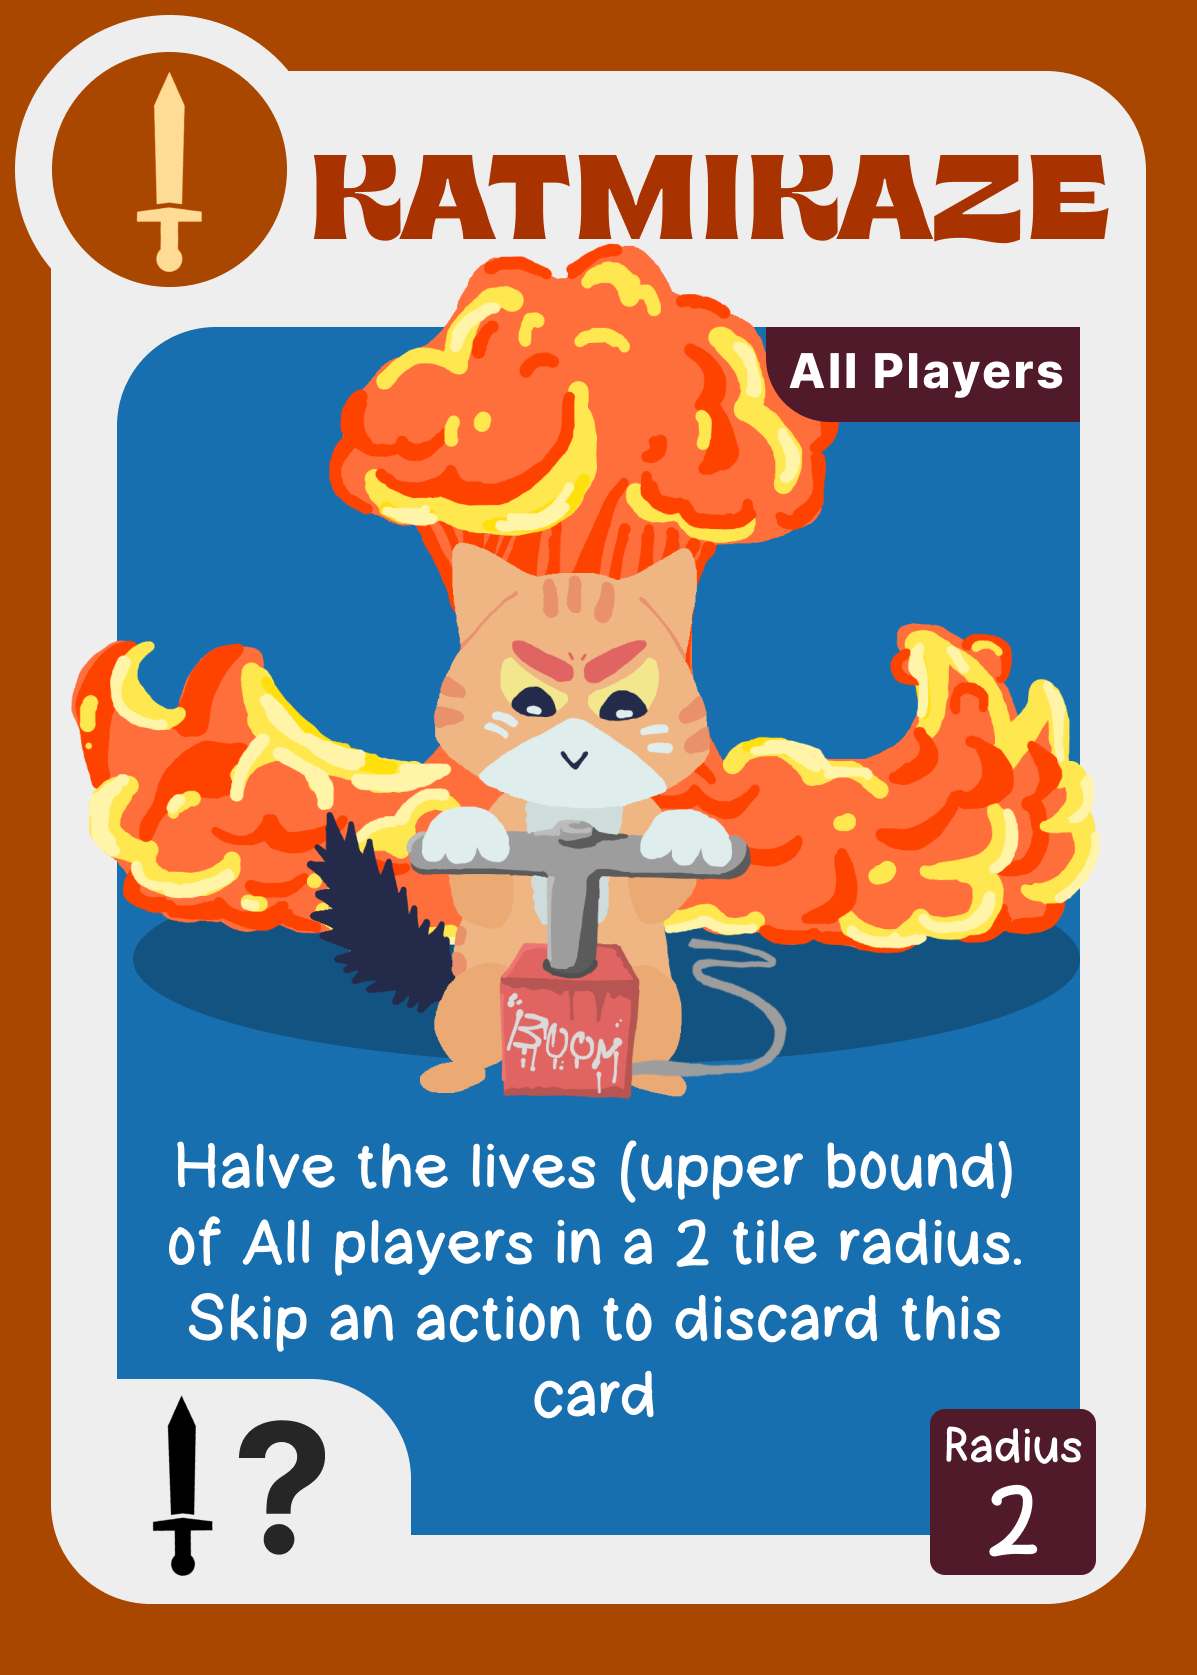 KATMIKAZE
All Players
BOOM
Halve the lives (upper bound)
of All players in a 2 tile radius.
Skip an action to discard this
card
?
Radius
2